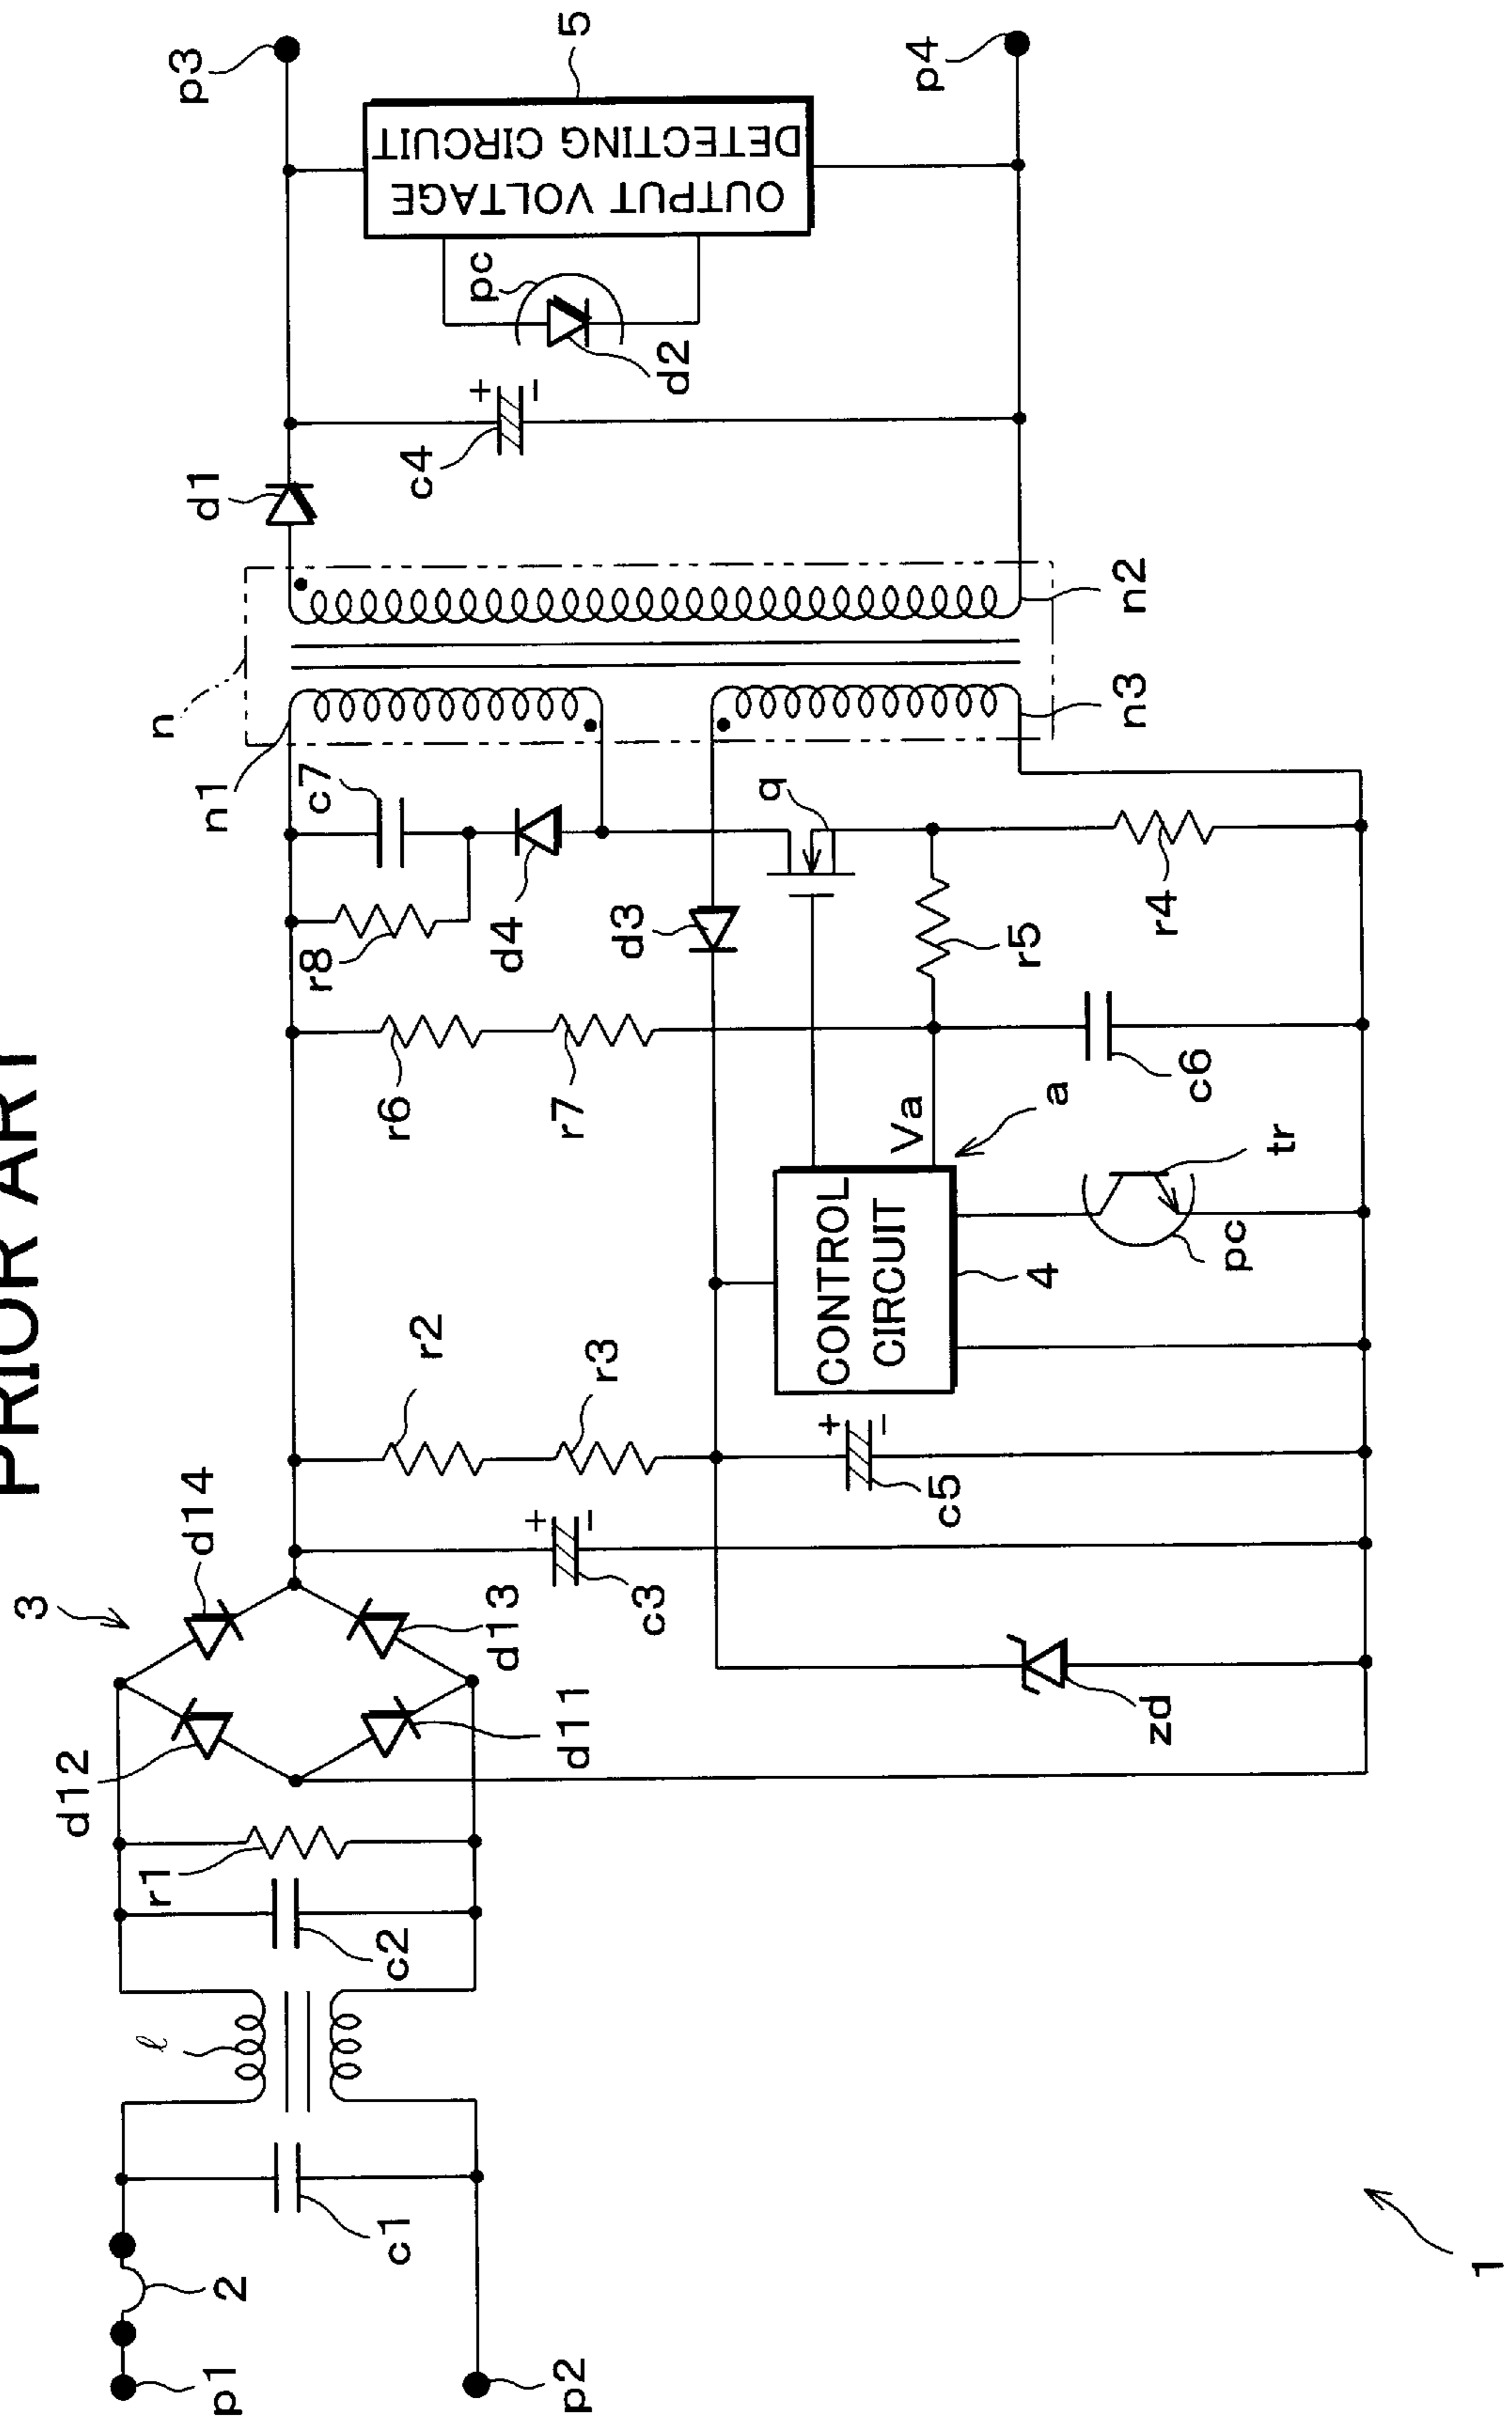 PRIOR ART
p1
2
p2
c1
ℓ
c2
r1
d12
d11
3
d14
d13
c3
+
−
zd
r2
r3
c5
+
−
CONTROL
CIRCUIT
4
pc
tr
a
Va
r6
r7
c6
r8
c7
d4
d3
r5
q
r4
n1
n
n3
n2
d1
c4
+
−
d2
pc
OUTPUT VOLTAGE
DETECTING CIRCUIT
5
p3
p4
1